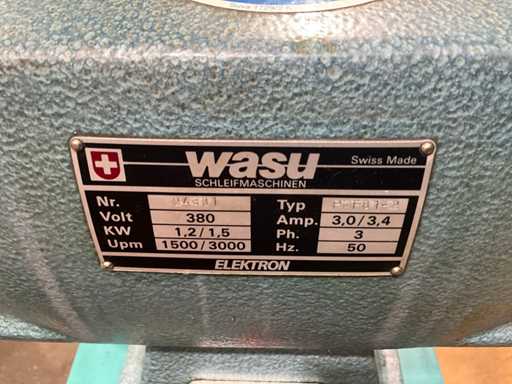 wasu
Swiss Made
SCHLEIFMASCHINEN
Nr. Typ
Volt 380 Amp. 3,0/3,4
KW 1,2/1,5 Ph. 3
Upm 1500/3000 Hz. 50
ELEKTRON